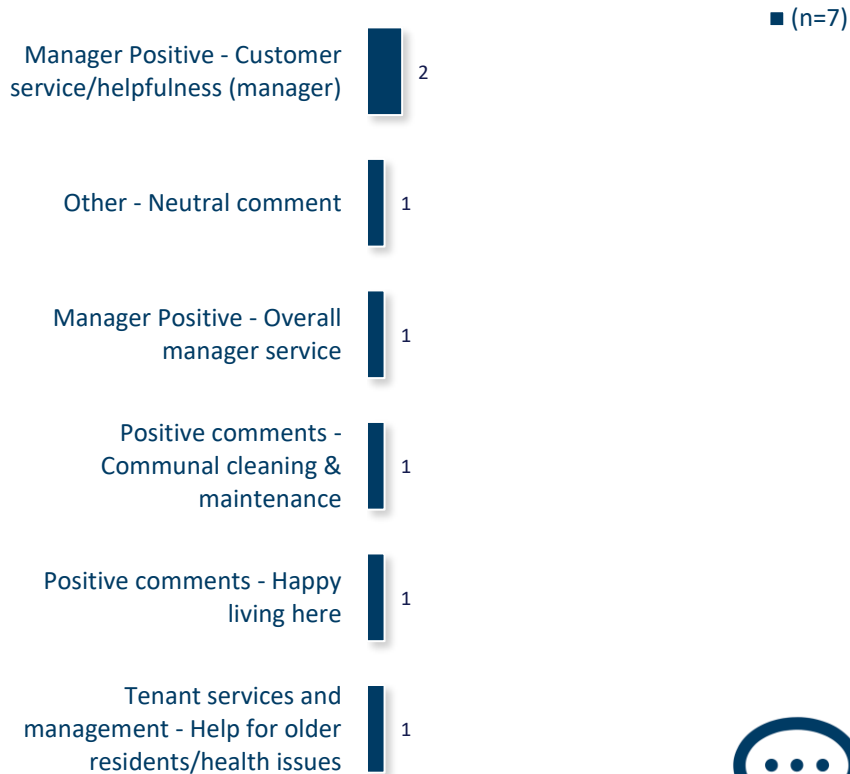 (n=7)
Manager Positive - Customer
service/helpfulness (manager)
2
Other - Neutral comment
1
Manager Positive - Overall
manager service
1
Positive comments -
Communal cleaning &
maintenance
1
Positive comments - Happy
living here
1
Tenant services and
management - Help for older
residents/health issues
1